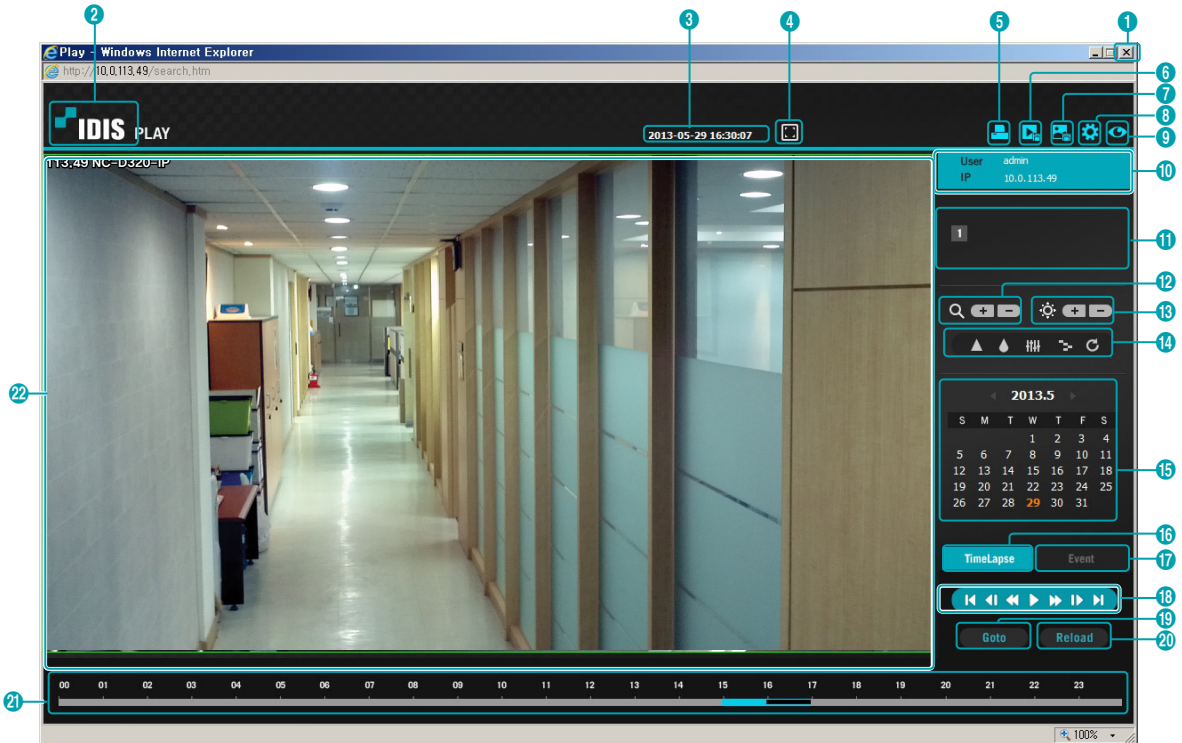 2
3
4
5
1
Play - Windows Internet Explorer
http://10.0.113.49/search.htm
6
7
8
9
IDIS PLAY
2013-05-29 16:30:07
113.49 NC-D320-IP
User admin
IP 10.0.113.49
10
1
11
12
13
14
22
2013.5
S M T W T F S
1 2 3 4
5 6 7 8 9 10 11
12 13 14 15 16 17 18
19 20 21 22 23 24 25
26 27 28 29 30 31
15
16
TimeLapse Event
17
18
19
Goto Reload
20
00 01 02 03 04 05 06 07 08 09 10 11 12 13 14 15 16 17 18 19 20 21 22 23
21
100%